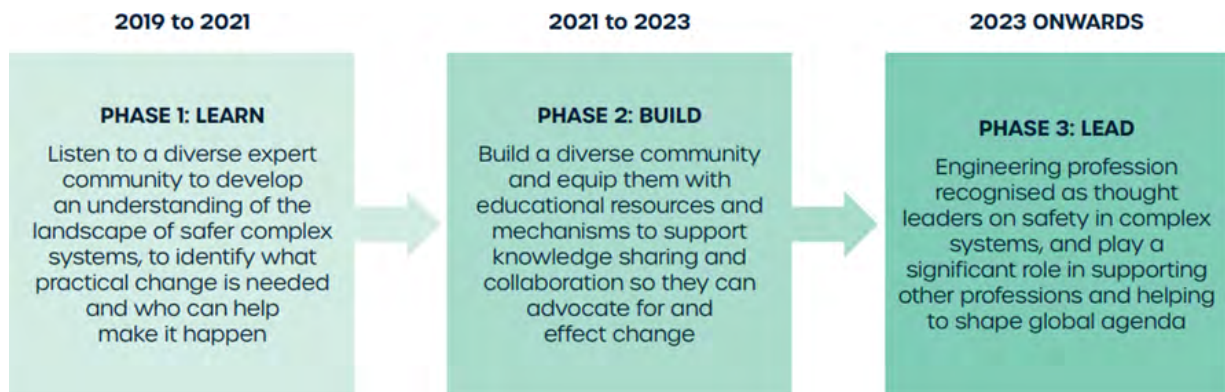 2019 to 2021
PHASE 1: LEARN
Listen to a diverse expert
community to develop
an understanding of the
landscape of safer complex
systems, to identify what
practical change is needed
and who can help
make it happen
2021 to 2023
PHASE 2: BUILD
Build a diverse community
and equip them with
educational resources and
mechanisms to support
knowledge sharing and
collaboration so they can
advocate for and
effect change
2023 ONWARDS
PHASE 3: LEAD
Engineering profession
recognised as thought
leaders on safety in complex
systems, and play a
significant role in supporting
other professions and helping
to shape global agenda